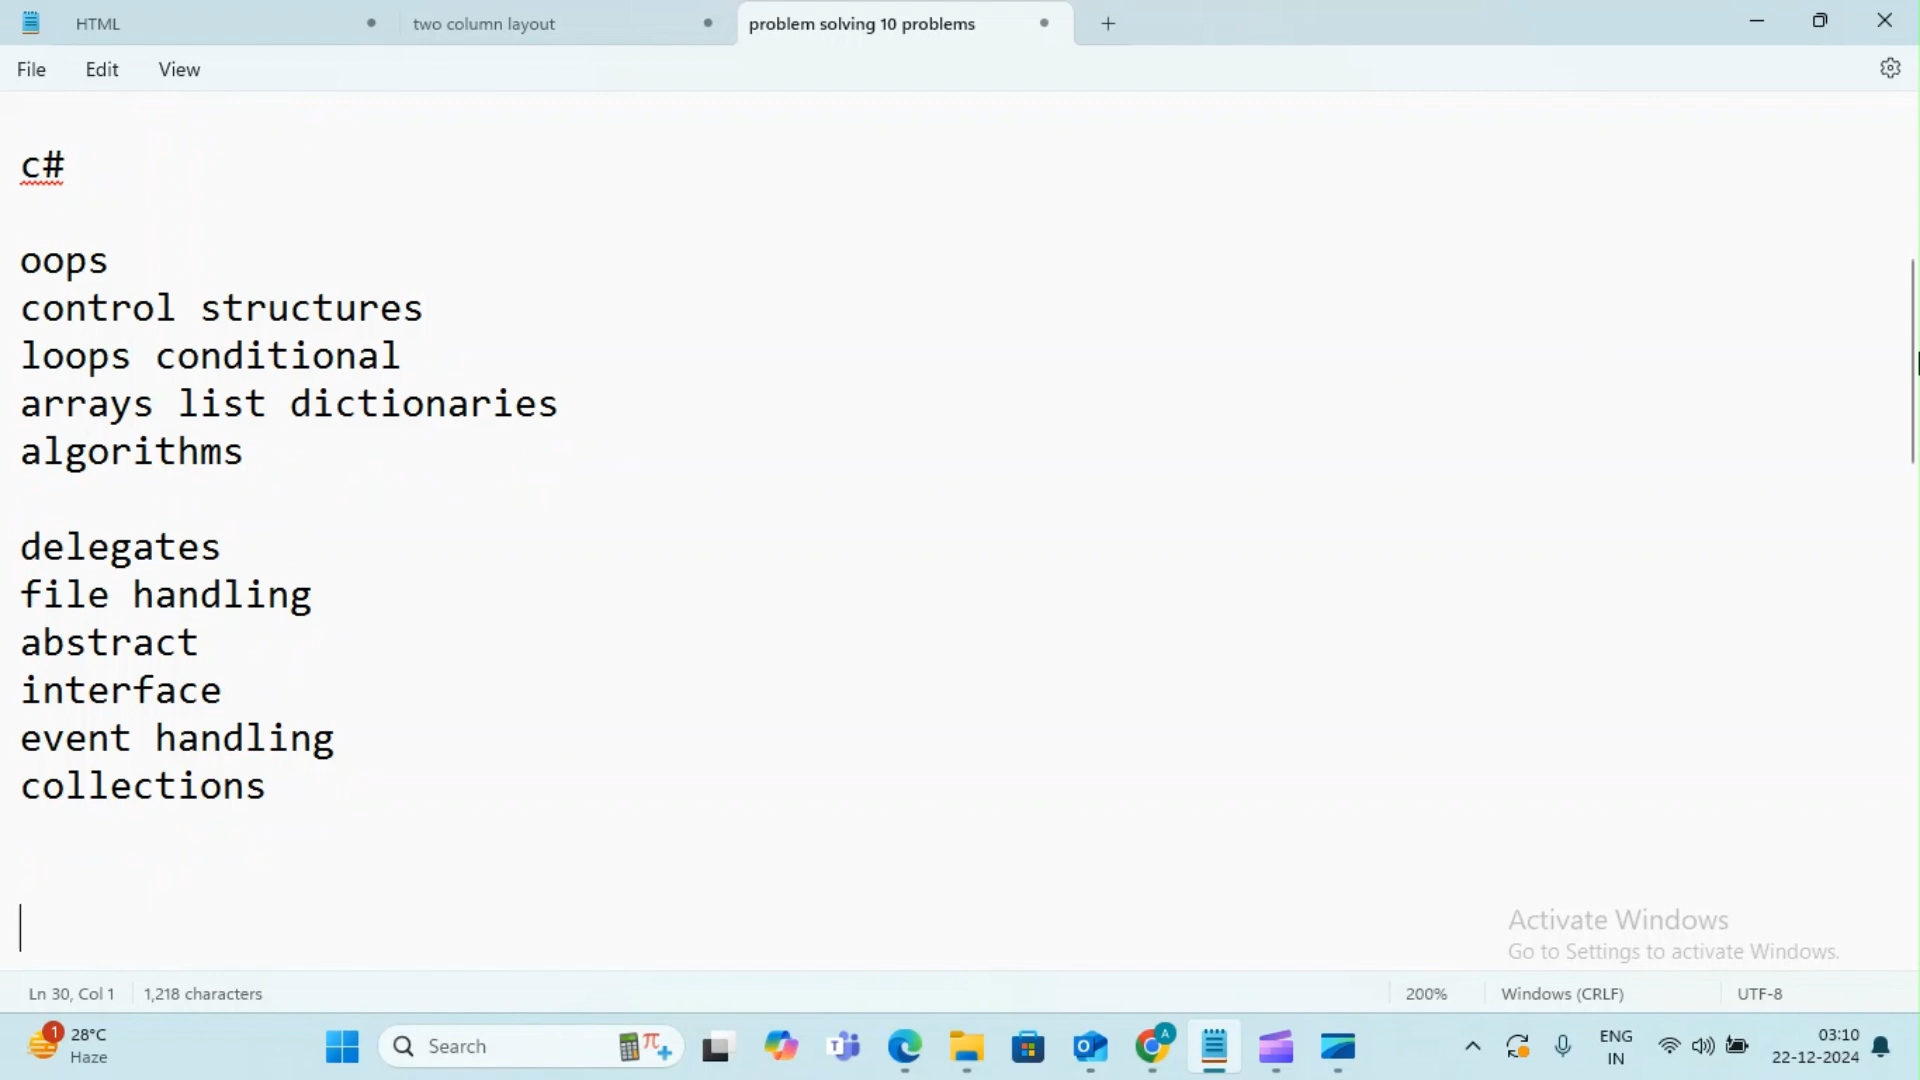 HTML
two column layout
problem solving 10 problems
File Edit View
c#
oops
control structures
loops conditional
arrays list dictionaries
algorithms
delegates
file handling
abstract
interface
event handling
collections
Activate Windows
Go to Settings to activate Windows.
Ln 30, Col 1 1,218 characters 200% Windows (CRLF) UTF-8
1 28°C
Haze
Search
ENG
IN
03:10
22-12-2024